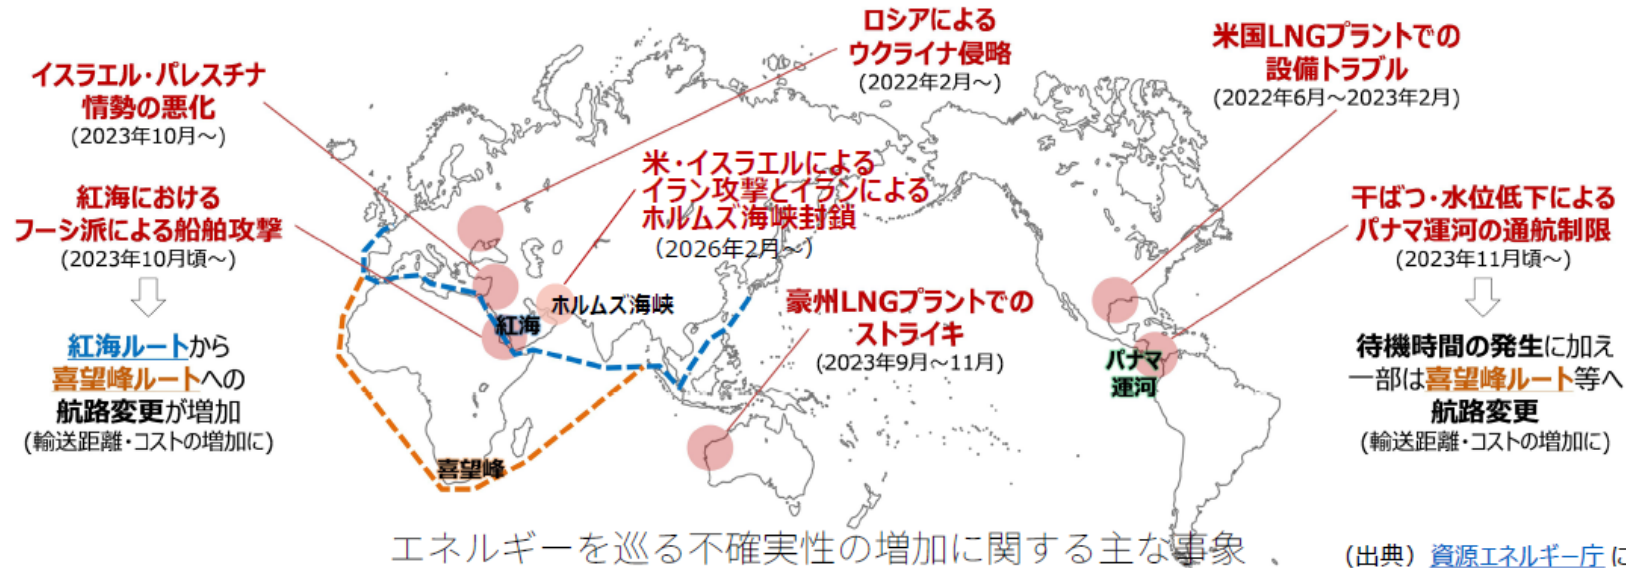 ロシアによる
ウクライナ侵略
(2022年2月～)
米国LNGプラントでの
設備トラブル
(2022年6月～2023年2月)
イスラエル・パレスチナ
情勢の悪化
(2023年10月～)
米・イスラエルによる
イラン攻撃とイランによる
ホルムズ海峡封鎖
(2026年2月～)
紅海における
フーシ派による船舶攻撃
(2023年10月頃～)
干ばつ・水位低下による
パナマ運河の通航制限
(2023年11月頃～)
豪州LNGプラントでの
ストライキ
(2023年9月～11月)
ホルムズ海峡
紅海
紅海ルートから
喜望峰ルートへの
航路変更が増加
(輸送距離・コストの増加に)
パナマ
運河
待機時間の発生に加え
一部は喜望峰ルート等へ
航路変更
(輸送距離・コストの増加に)
喜望峰
エネルギーを巡る不確実性の増加に関する主な事象
(出典) 資源エネルギー庁 に